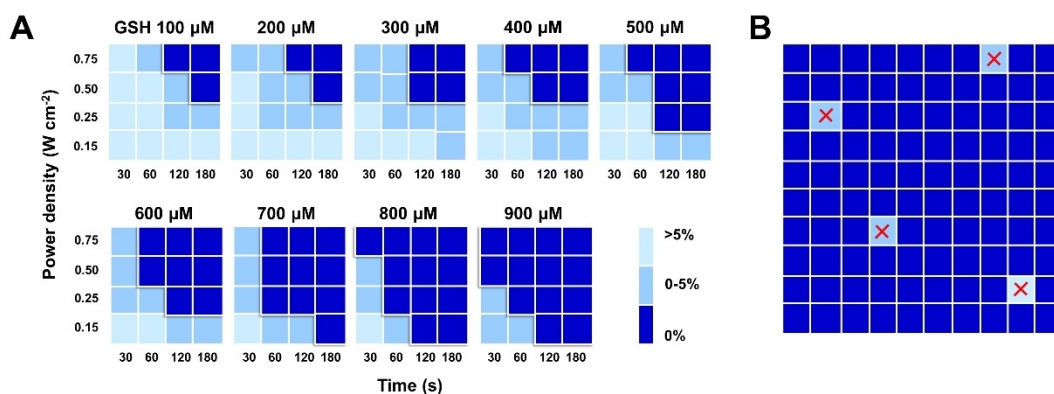 A
B
GSH 100 µM 200 µM 300 µM 400 µM 500 µM
Power density (W cm⁻²)
0.75
0.50
0.25
0.15
30 60 120 180 30 60 120 180 30 60 120 180 30 60 120 180 30 60 120 180
600 µM 700 µM 800 µM 900 µM
0.75
0.50
0.25
0.15
>5%
0-5%
0%
30 60 120 180 30 60 120 180 30 60 120 180 30 60 120 180
Time (s)